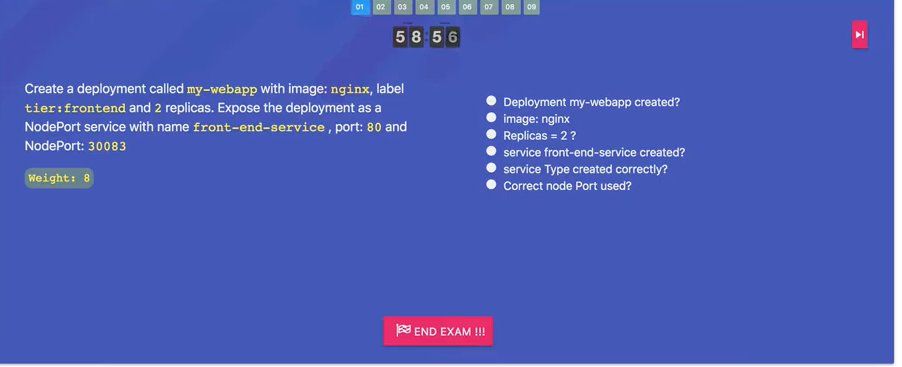 01 02 03 04 05 06 07 08 09
58:56
Create a deployment called my-webapp with image: nginx, label
tier:frontend and 2 replicas. Expose the deployment as a
NodePort service with name front-end-service , port: 80 and
NodePort: 30083
Weight: 8
Deployment my-webapp created?
image: nginx
Replicas = 2 ?
service front-end-service created?
service Type created correctly?
Correct node Port used?
END EXAM !!!